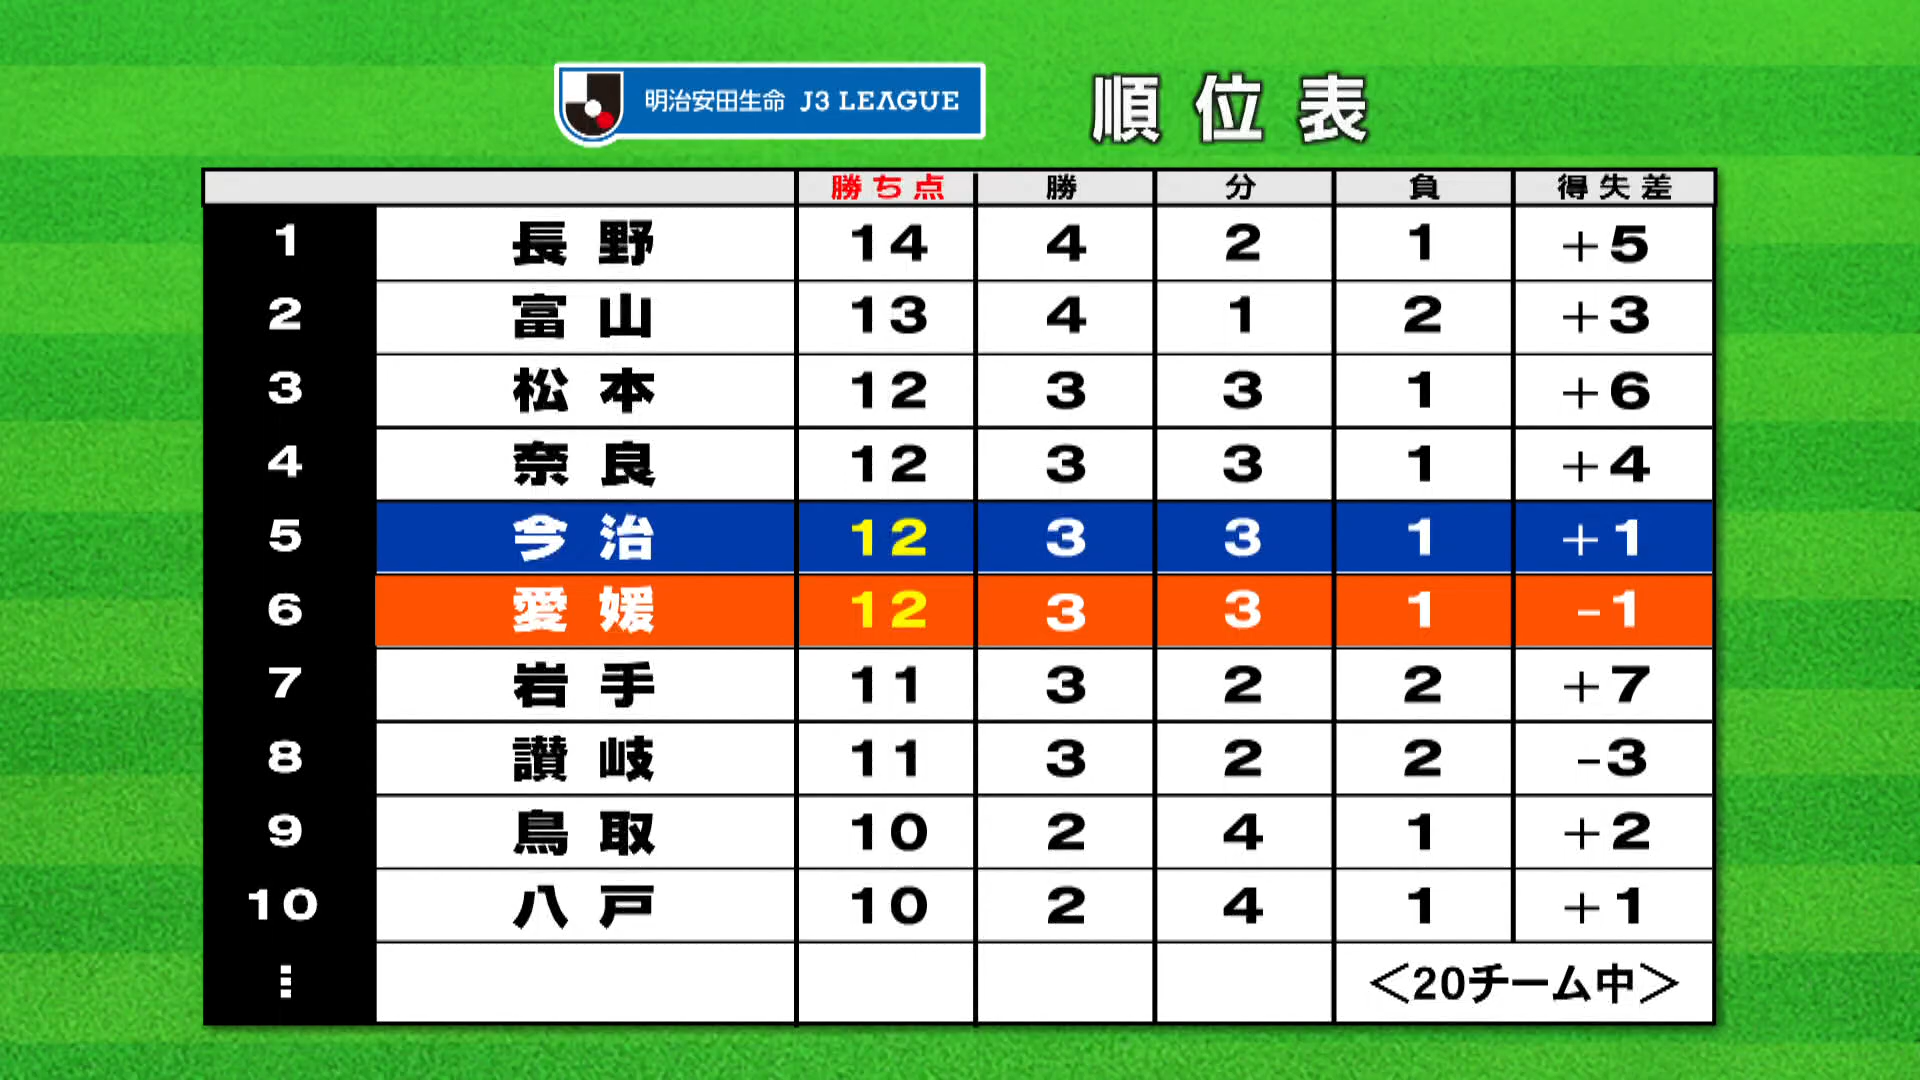 明治安田生命 J3 LEAGUE 順位表
勝ち点 勝 分 負 得失差
1 長野 14 4 2 1 +5
2 富山 13 4 1 2 +3
3 松本 12 3 3 1 +6
4 奈良 12 3 3 1 +4
5 今治 12 3 3 1 +1
6 愛媛 12 3 3 1 -1
7 岩手 11 3 2 2 +7
8 讃岐 11 3 2 2 -3
9 鳥取 10 2 4 1 +2
10 八戸 10 2 4 1 +1
⋮ <20チーム中>